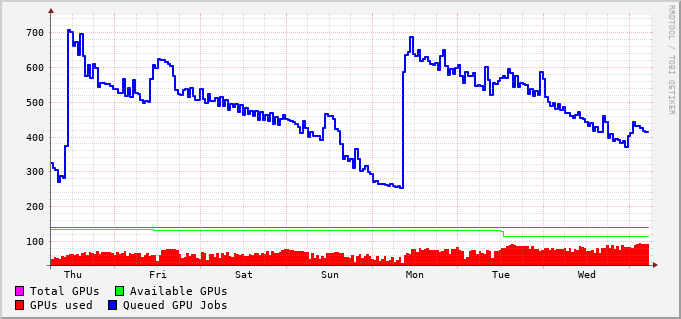 700
600
500
400
300
200
100
Thu Fri Sat Sun Mon Tue Wed
Total GPUs Available GPUs
GPUs used Queued GPU Jobs
RRDTOOL / TOBI OETIKER